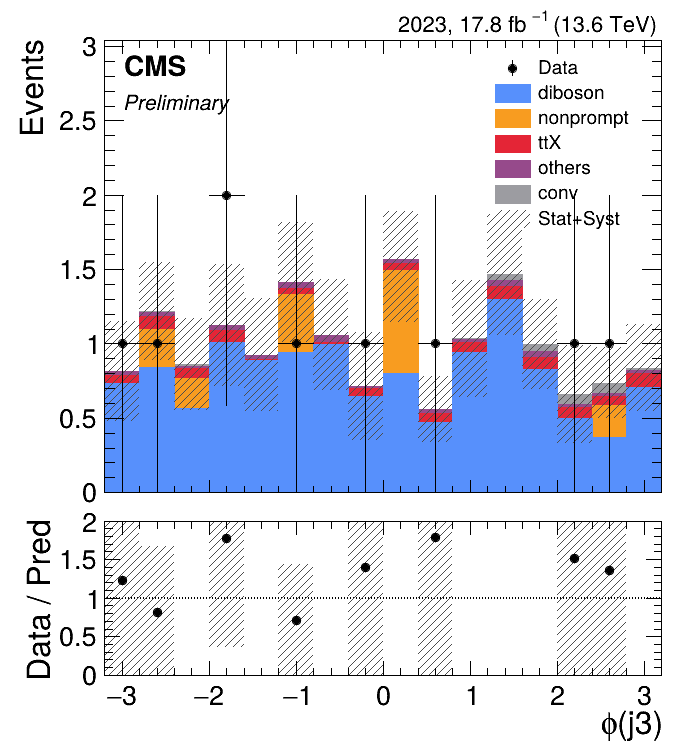 2023, 17.8 fb⁻¹ (13.6 TeV)
Events
CMS
Preliminary
Data
diboson
nonprompt
ttX
others
conv
Stat+Syst
3
2.5
2
1.5
1
0.5
0
Data / Pred
2
1.5
1
0.5
0
−3 −2 −1 0 1 2 3
ϕ(j3)